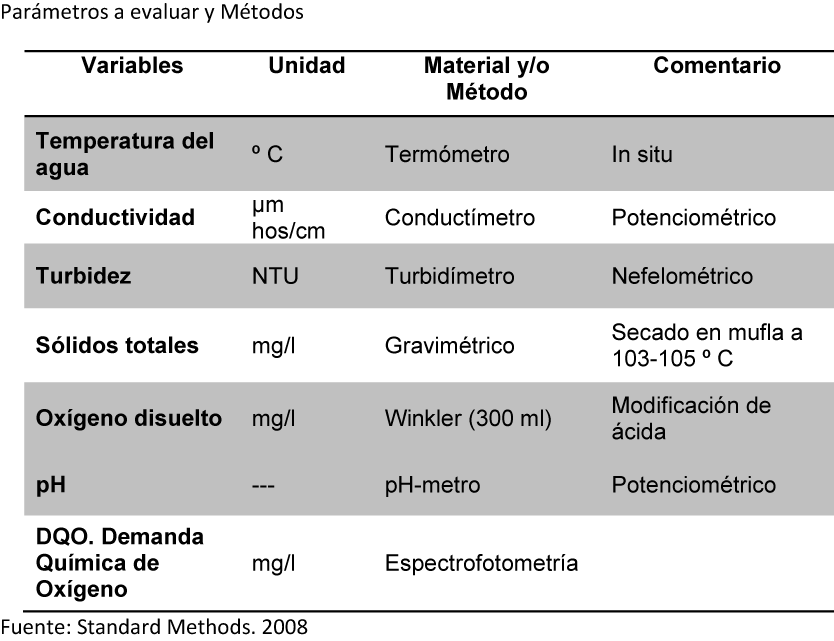 Parámetros a evaluar y Métodos
Variables Unidad Material y/o Método Comentario
Temperatura del agua º C Termómetro In situ
Conductividad µm hos/cm Conductímetro Potenciométrico
Turbidez NTU Turbidímetro Nefelométrico
Sólidos totales mg/l Gravimétrico Secado en mufla a 103-105 º C
Oxígeno disuelto mg/l Winkler (300 ml) Modificación de ácida
pH --- pH-metro Potenciométrico
DQO. Demanda Química de Oxígeno mg/l Espectrofotometría
Fuente: Standard Methods. 2008